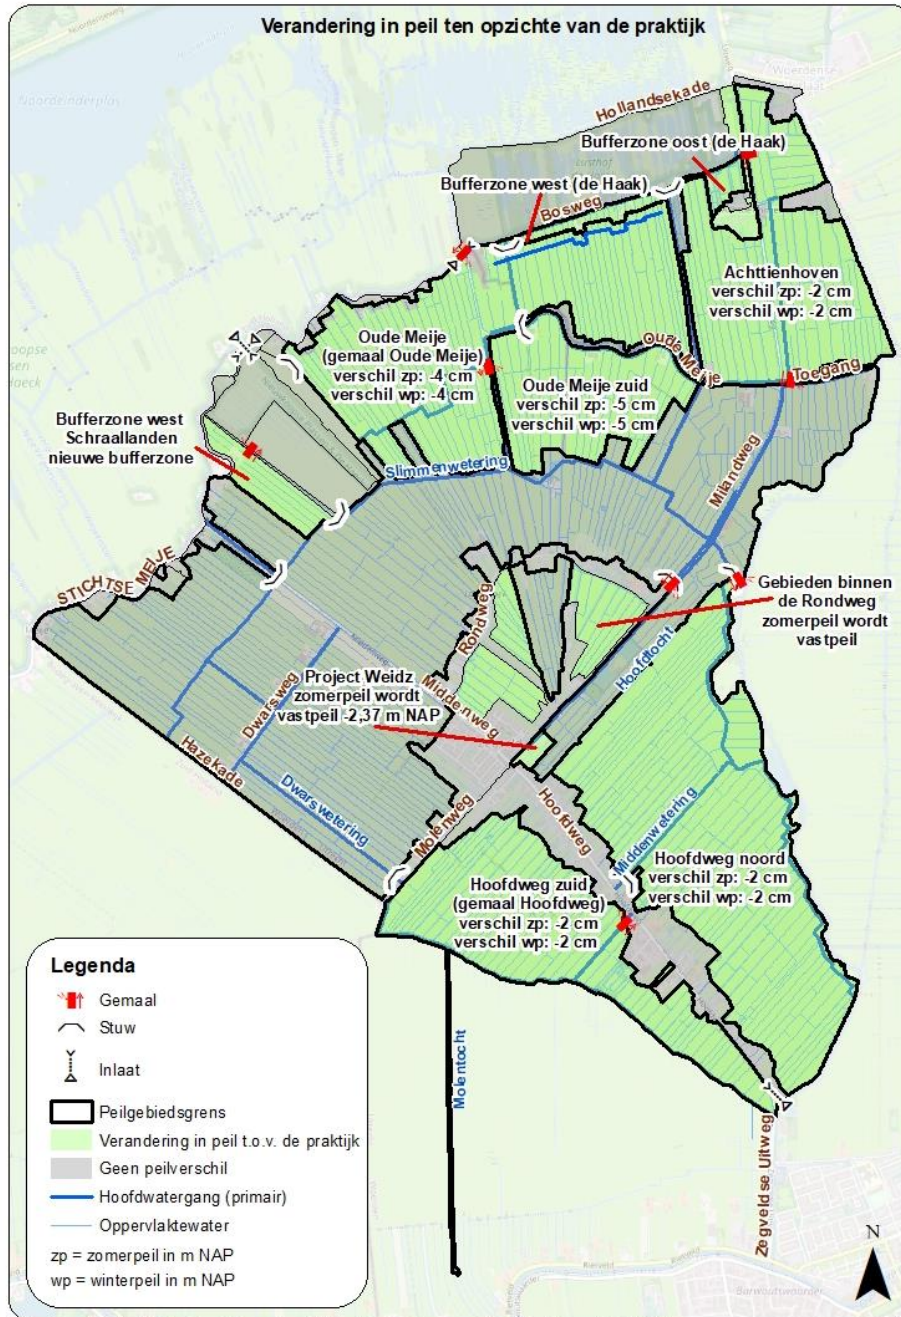 Verandering in peil ten opzichte van de praktijk
Noordeinderplas
Woerdense
Hollandsekade
Bufferzone oost (de Haak)
Lusthof
Bufferzone west (de Haak)
Bosweg
Achttienhoven
verschil zp: -2 cm
verschil wp: -2 cm
Oude Meije
(gemaal Oude Meije)
verschil zp: -4 cm
verschil wp: -4 cm
Oude Meije
Toegang
Oude Meije zuid
verschil zp: -5 cm
verschil wp: -5 cm
Bufferzone west
Schraallanden
nieuwe bufferzone
Slimmenwetering
Milandweg
STICHTSE MEIJE
Rondweg
Gebieden binnen
de Rondweg
zomerpeil wordt
vastpeil
Hoofdtocht
Project Weidz
zomerpeil wordt
vastpeil -2,37 m NAP
Middenweg
Dwarsweg
Hazekade
Dwarswetering
Molenweg
Hoofdweg
Middenwetering
Hoofdweg noord
verschil zp: -2 cm
verschil wp: -2 cm
Hoofdweg zuid
(gemaal Hoofdweg)
verschil zp: -2 cm
verschil wp: -2 cm
Molentocht
Zegveldse Uitweg
Legenda
Gemaal
Stuw
Inlaat
Peilgebiedsgrens
Verandering in peil t.o.v. de praktijk
Geen peilverschil
Hoofdwatergang (primair)
Oppervlaktewater
zp = zomerpeil in m NAP
wp = winterpeil in m NAP
N
Barwoutswaarder